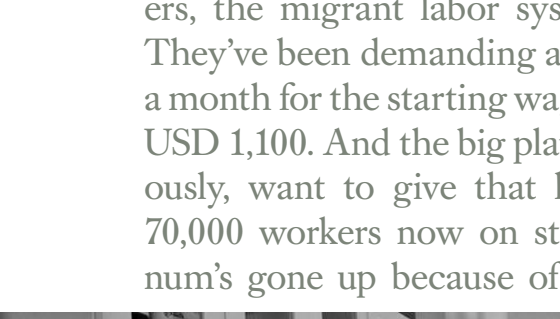 ers, the migrant labor sys
They've been demanding a
a month for the starting wa
USD 1,100. And the big pla
ously, want to give that
70,000 workers now on st
num's gone up because of